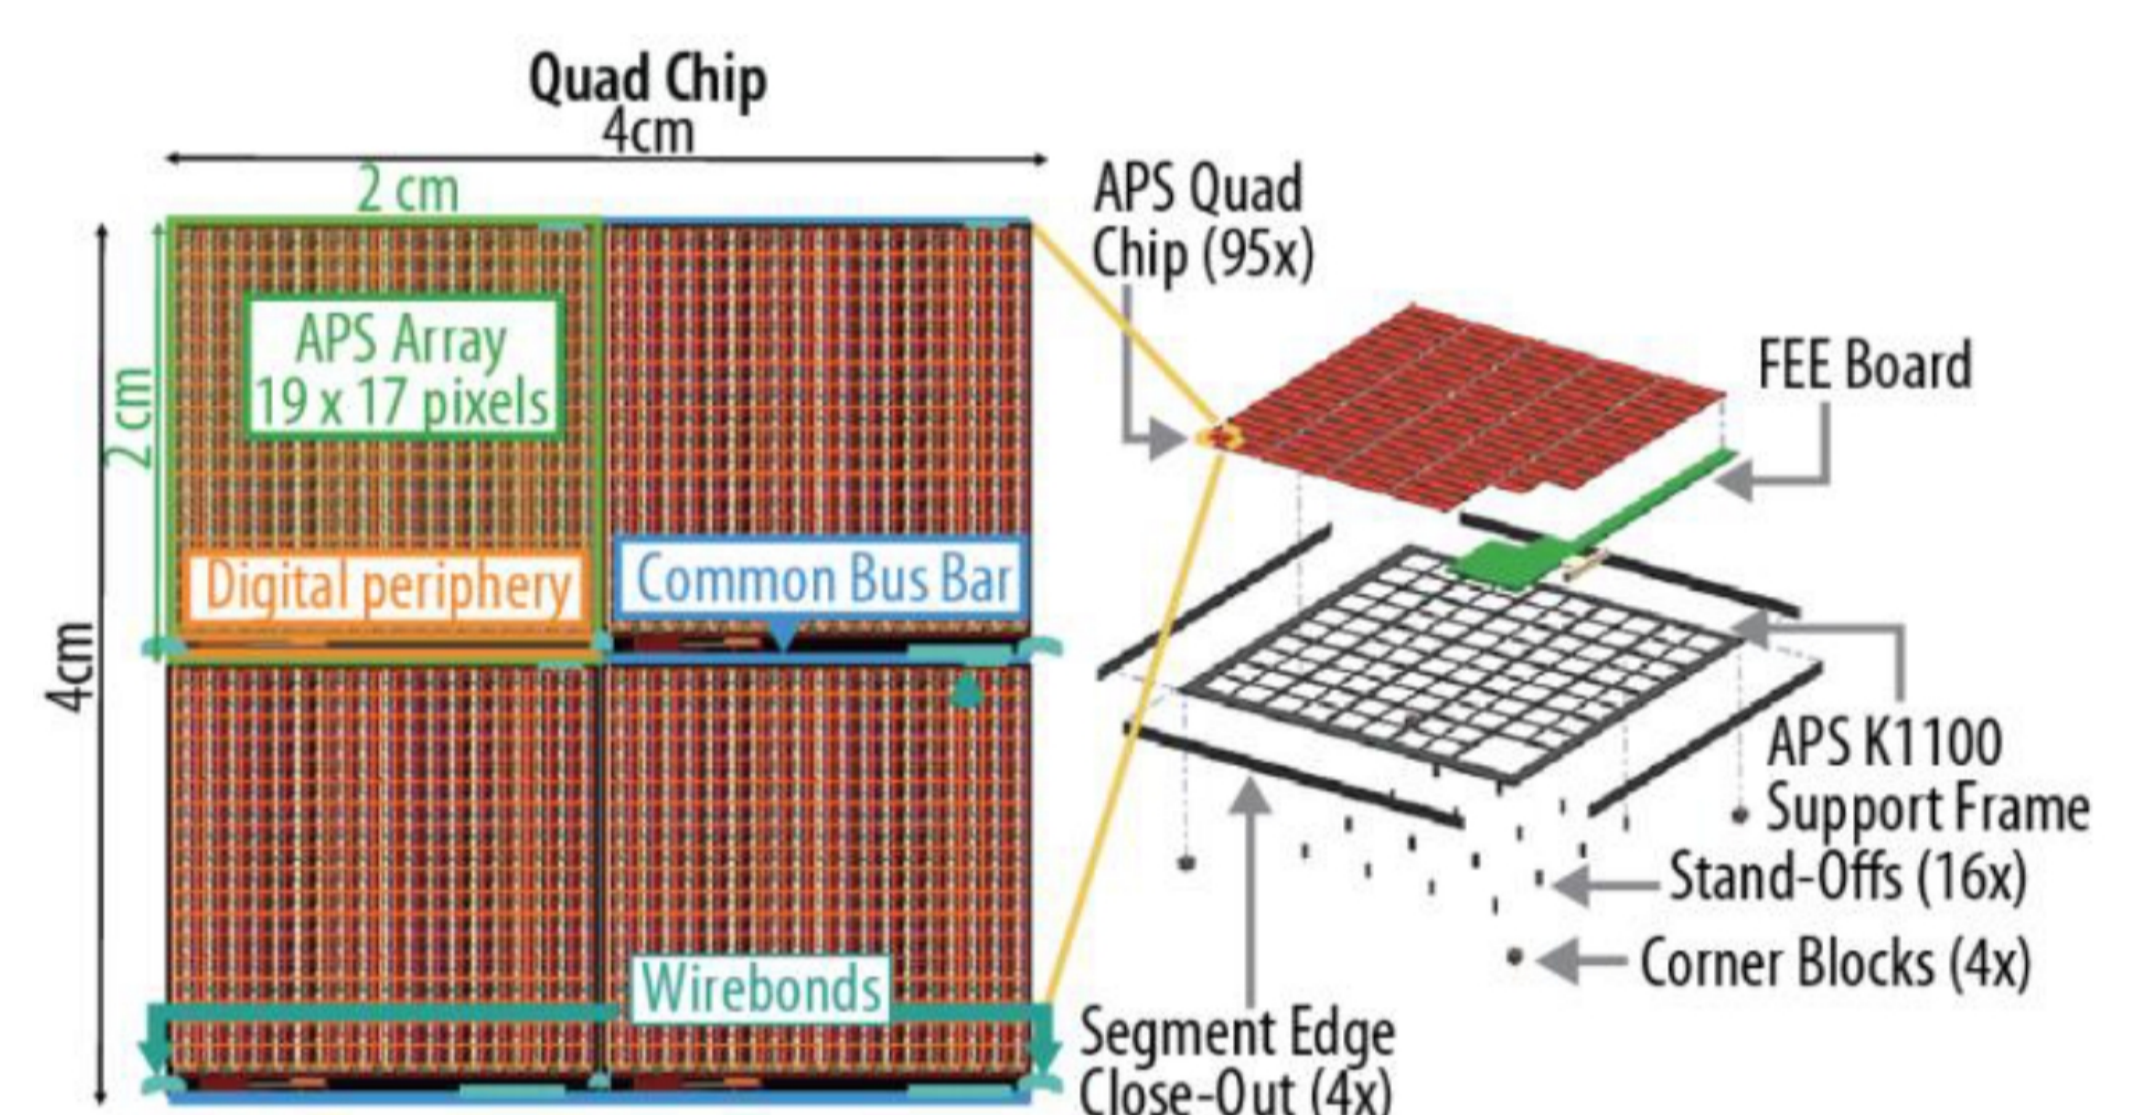 Quad Chip
4cm
2 cm
2 cm
4cm
APS Array
19 x 17 pixels
Digital periphery
Common Bus Bar
Wirebonds
APS Quad
Chip (95x)
FEE Board
APS K1100
Support Frame
Stand-Offs (16x)
Corner Blocks (4x)
Segment Edge
Close-Out (4x)